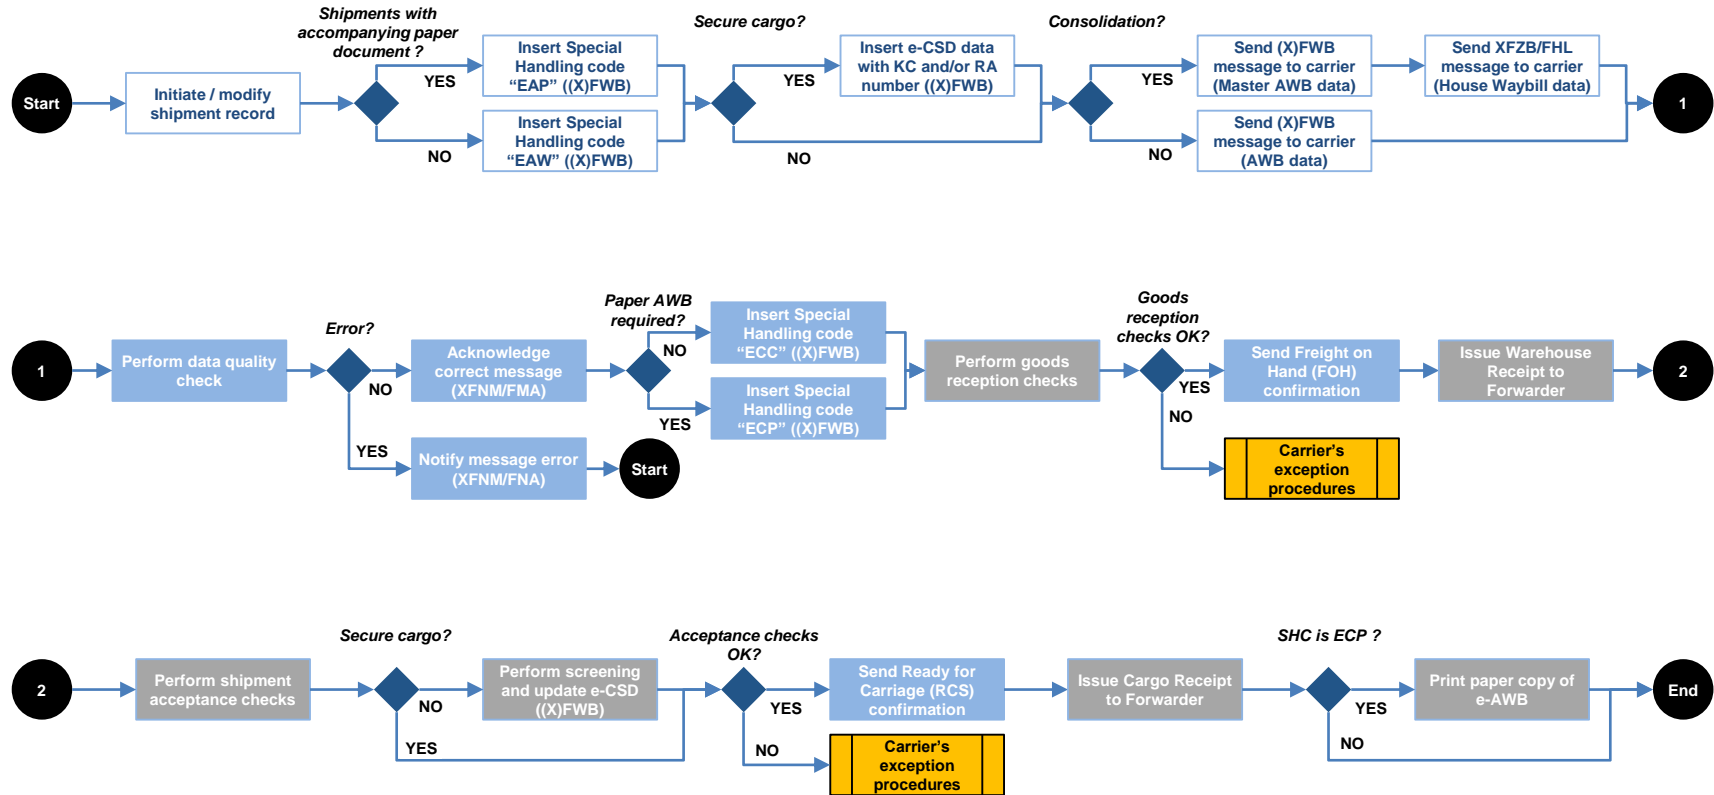 Shipments with
accompanying paper
document ?
Secure cargo?
Consolidation?
Start
Initiate / modify
shipment record
YES
NO
Insert Special
Handling code
“EAP” ((X)FWB)
Insert Special
Handling code
“EAW” ((X)FWB)
YES
NO
Insert e-CSD data
with KC and/or RA
number ((X)FWB)
YES
NO
Send (X)FWB
message to carrier
(Master AWB data)
Send XFZB/FHL
message to carrier
(House Waybill data)
Send (X)FWB
message to carrier
(AWB data)
1
1
Perform data quality
check
Error?
NO
YES
Acknowledge
correct message
(XFNM/FMA)
Notify message error
(XFNM/FNA)
Start
Paper AWB
required?
NO
YES
Insert Special
Handling code
“ECC” ((X)FWB)
Insert Special
Handling code
“ECP” ((X)FWB)
Perform goods
reception checks
Goods
reception
checks OK?
YES
NO
Send Freight on
Hand (FOH)
confirmation
Carrier’s
exception
procedures
Issue Warehouse
Receipt to
Forwarder
2
2
Perform shipment
acceptance checks
Secure cargo?
NO
YES
Perform screening
and update e-CSD
((X)FWB)
Acceptance checks
OK?
YES
NO
Send Ready for
Carriage (RCS)
confirmation
Carrier’s
exception
procedures
Issue Cargo Receipt
to Forwarder
SHC is ECP ?
YES
NO
Print paper copy of
e-AWB
End